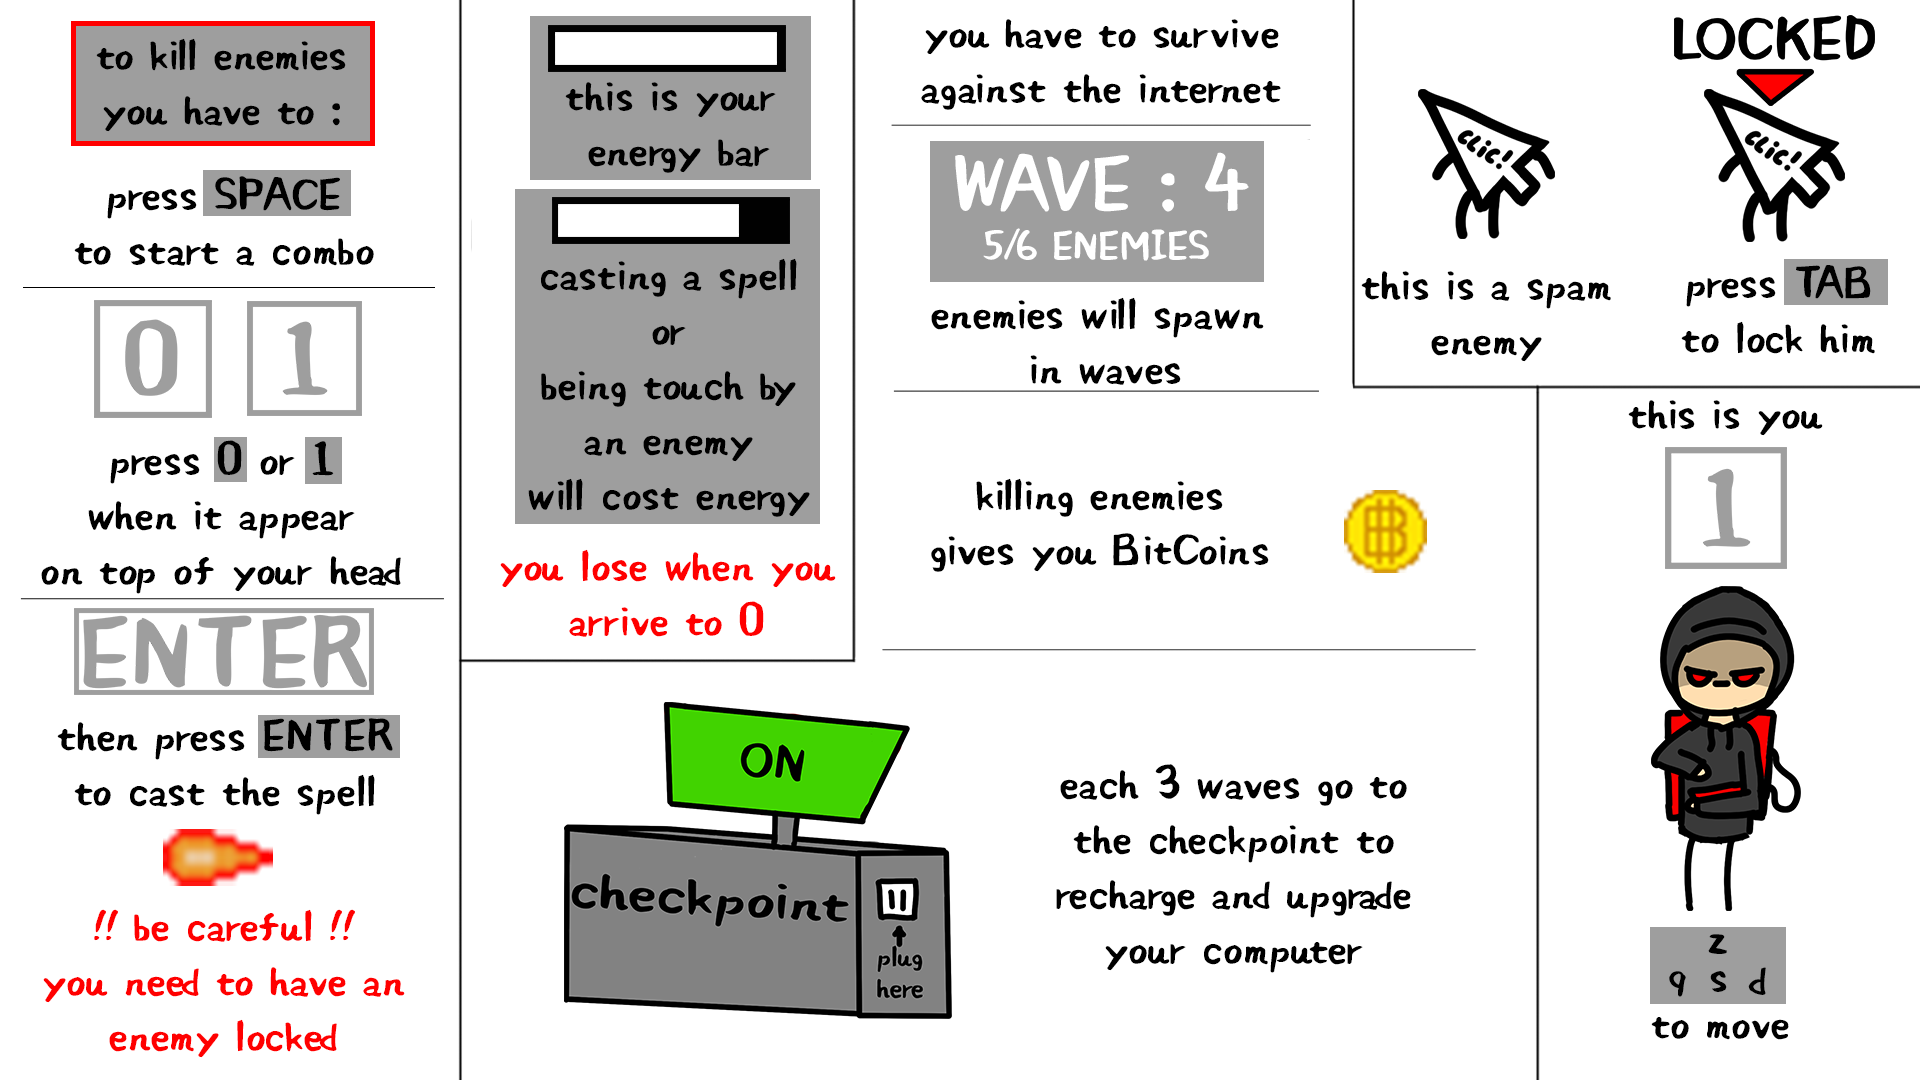 to kill enemies
you have to :
press SPACE
to start a combo
0 1
press 0 or 1
when it appear
on top of your head
ENTER
then press ENTER
to cast the spell
!! be careful !!
you need to have an
enemy locked
this is your
energy bar
casting a spell
or
being touch by
an enemy
will cost energy
you lose when you
arrive to 0
you have to survive
against the internet
WAVE : 4
5/6 ENEMIES
enemies will spawn
in waves
killing enemies
gives you BitCoins
B
ON
checkpoint
plug
here
each 3 waves go to
the checkpoint to
recharge and upgrade
your computer
CLIC!
this is a spam
enemy
LOCKED
CLIC!
press TAB
to lock him
this is you
1
z
q s d
to move